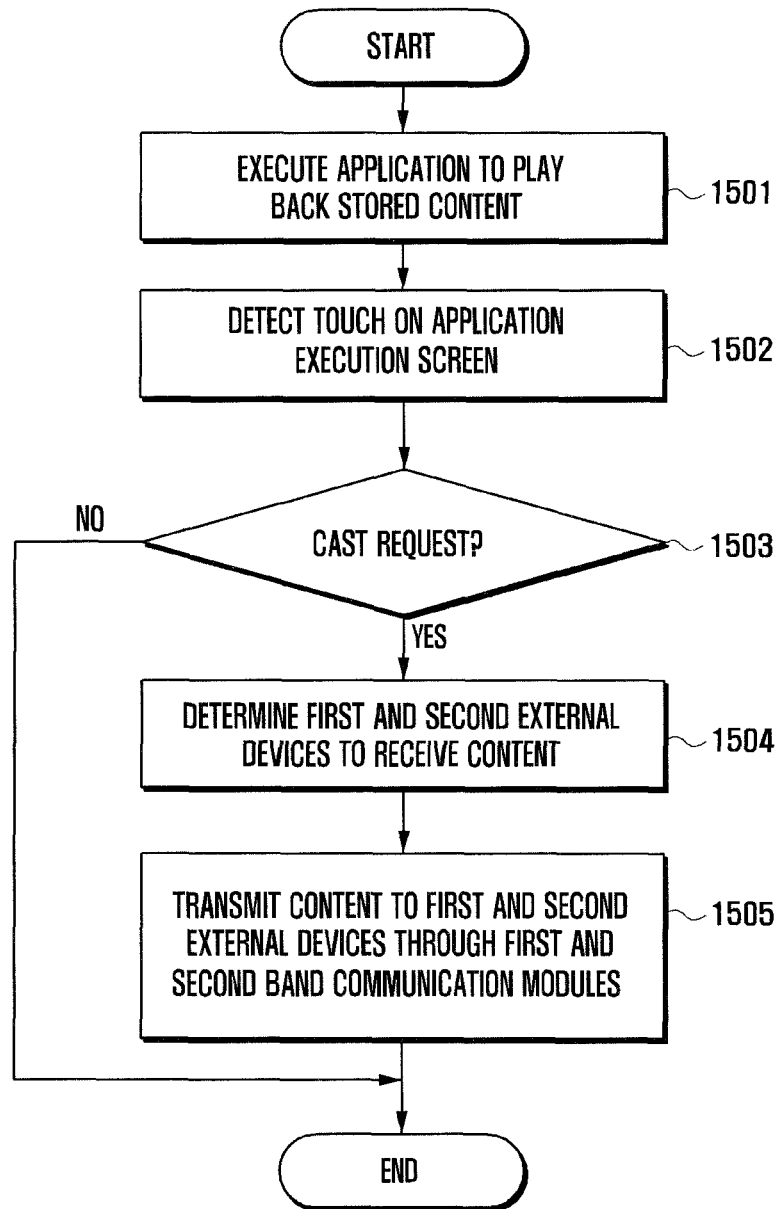 START
EXECUTE APPLICATION TO PLAY
BACK STORED CONTENT
1501
DETECT TOUCH ON APPLICATION
EXECUTION SCREEN
1502
CAST REQUEST?
1503
NO
YES
DETERMINE FIRST AND SECOND EXTERNAL
DEVICES TO RECEIVE CONTENT
1504
TRANSMIT CONTENT TO FIRST AND SECOND
EXTERNAL DEVICES THROUGH FIRST AND
SECOND BAND COMMUNICATION MODULES
1505
END